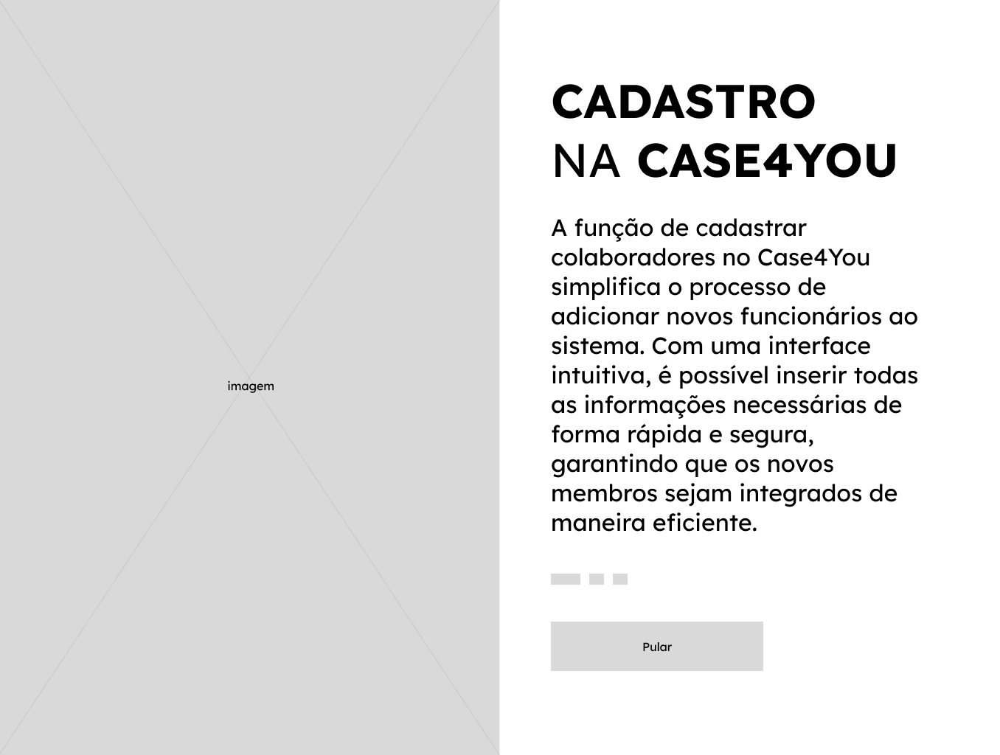 imagem
CADASTRO
NA CASE4YOU
A função de cadastrar
colaboradores no Case4You
simplifica o processo de
adicionar novos funcionários ao
sistema. Com uma interface
intuitiva, é possível inserir todas
as informações necessárias de
forma rápida e segura,
garantindo que os novos
membros sejam integrados de
maneira eficiente.
Pular